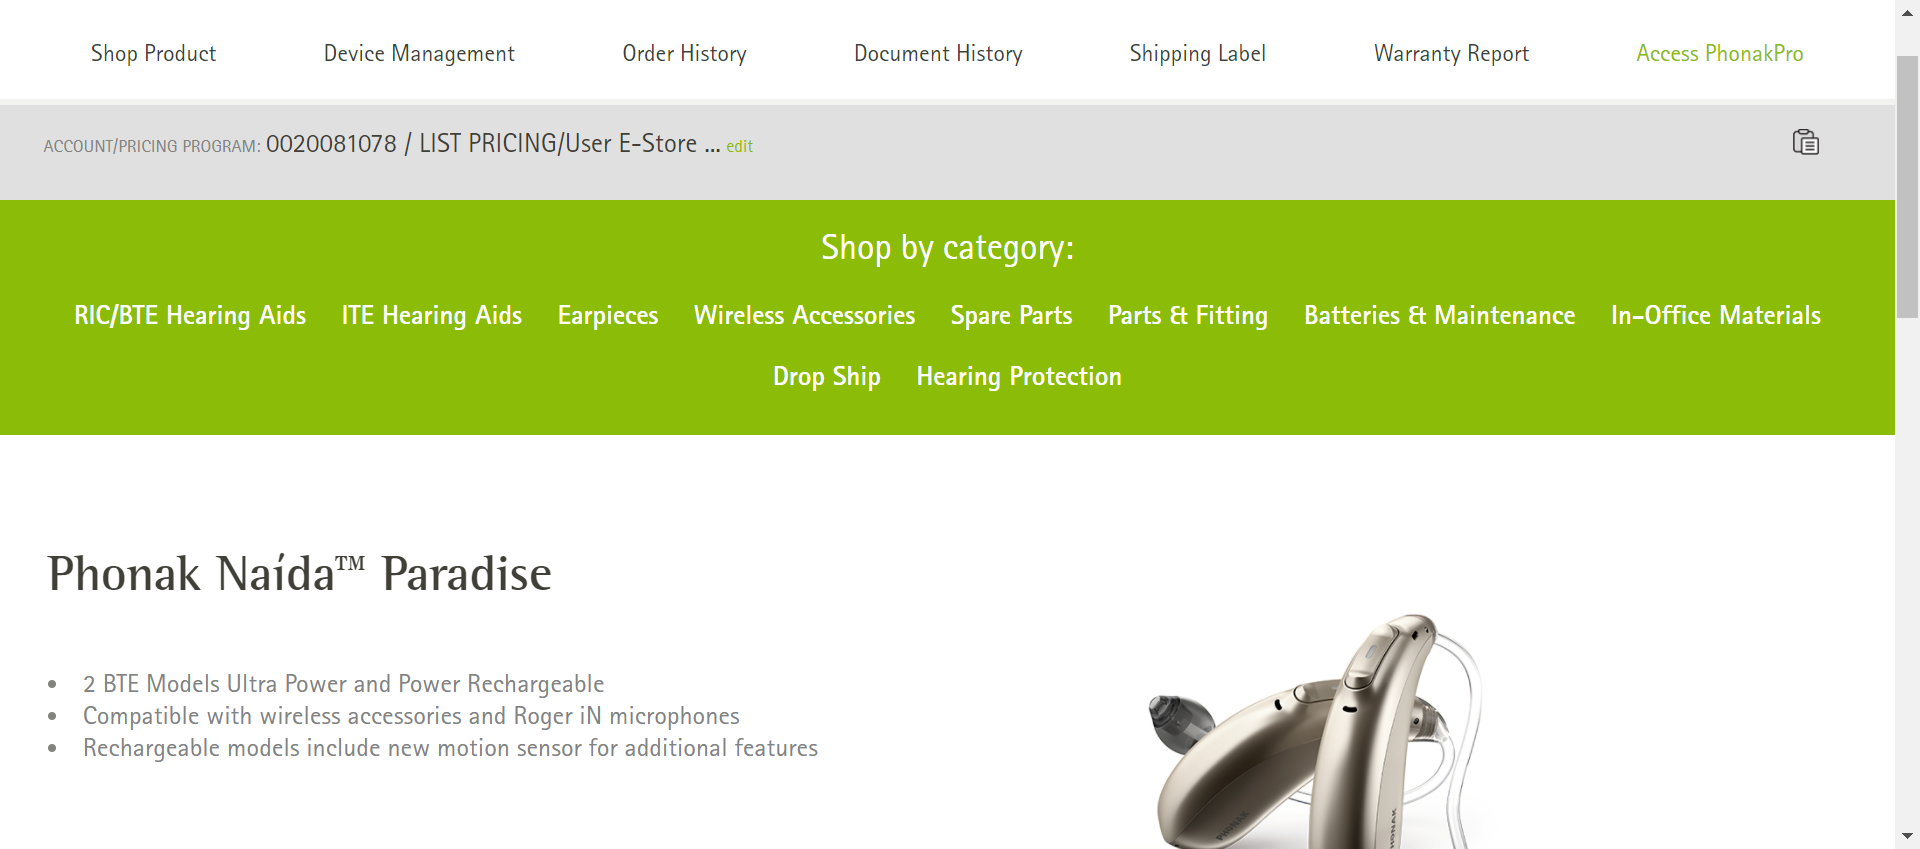 Shop Product Device Management Order History Document History Shipping Label Warranty Report Access PhonakPro
ACCOUNT/PRICING PROGRAM: 0020081078 / LIST PRICING/User E-Store ... edit
Shop by category:
RIC/BTE Hearing Aids ITE Hearing Aids Earpieces Wireless Accessories Spare Parts Parts & Fitting Batteries & Maintenance In-Office Materials
Drop Ship Hearing Protection
Phonak Naída™ Paradise
• 2 BTE Models Ultra Power and Power Rechargeable
• Compatible with wireless accessories and Roger iN microphones
• Rechargeable models include new motion sensor for additional features
PHONAK
PHONAK